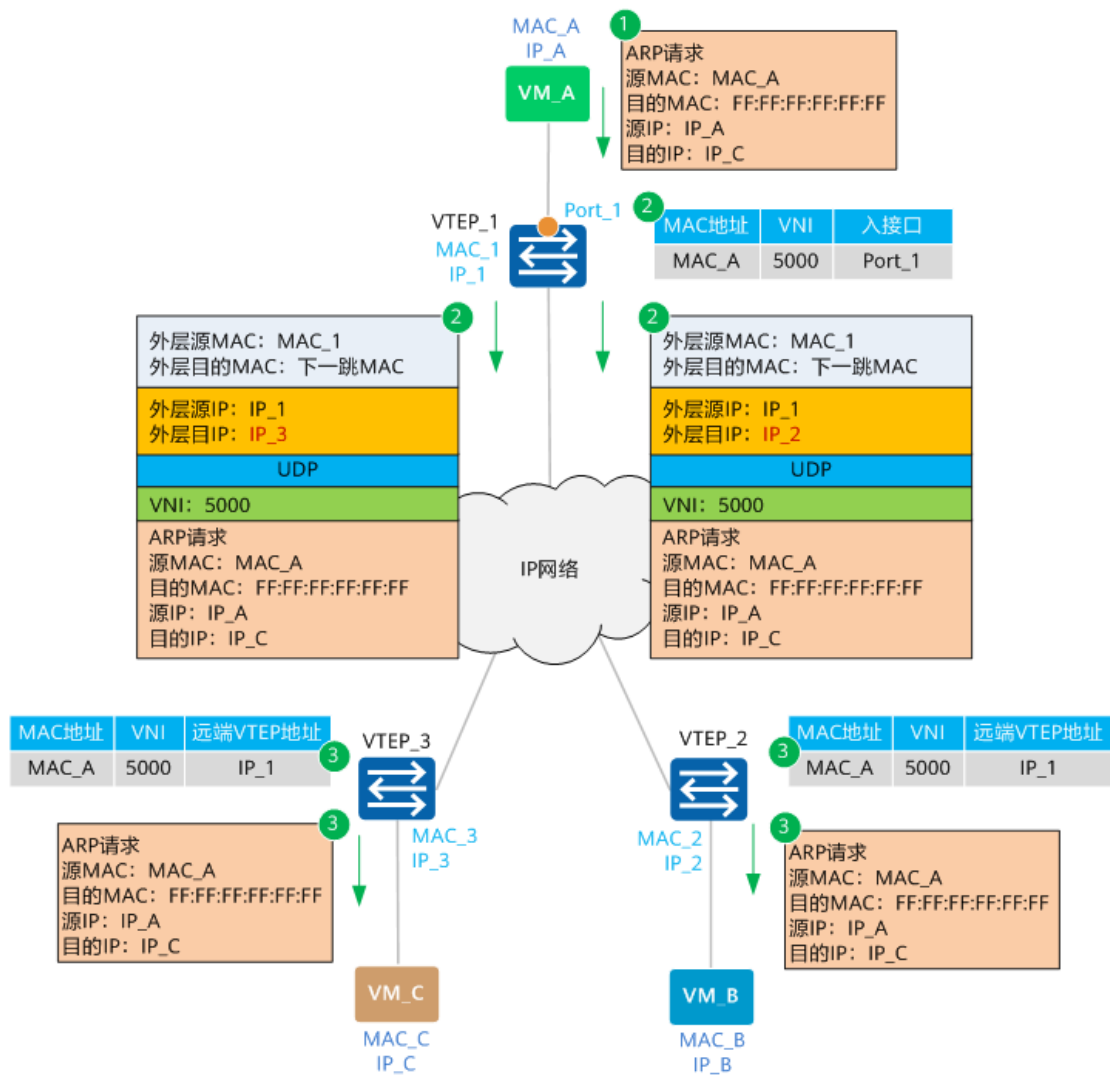 MAC_A
IP_A
VM_A
1
ARP请求
源MAC：MAC_A
目的MAC：FF:FF:FF:FF:FF:FF
源IP：IP_A
目的IP：IP_C
VTEP_1
MAC_1
IP_1
Port_1
2
MAC地址 VNI 入接口
MAC_A 5000 Port_1
2
外层源MAC：MAC_1
外层目的MAC：下一跳MAC
外层源IP：IP_1
外层目IP：IP_3
UDP
VNI：5000
ARP请求
源MAC：MAC_A
目的MAC：FF:FF:FF:FF:FF:FF
源IP：IP_A
目的IP：IP_C
2
外层源MAC：MAC_1
外层目的MAC：下一跳MAC
外层源IP：IP_1
外层目IP：IP_2
UDP
VNI：5000
ARP请求
源MAC：MAC_A
目的MAC：FF:FF:FF:FF:FF:FF
源IP：IP_A
目的IP：IP_C
IP网络
MAC地址 VNI 远端VTEP地址
MAC_A 5000 IP_1
3
VTEP_3
MAC_3
IP_3
VTEP_2
MAC_2
IP_2
3
MAC地址 VNI 远端VTEP地址
MAC_A 5000 IP_1
3
ARP请求
源MAC：MAC_A
目的MAC：FF:FF:FF:FF:FF:FF
源IP：IP_A
目的IP：IP_C
3
ARP请求
源MAC：MAC_A
目的MAC：FF:FF:FF:FF:FF:FF
源IP：IP_A
目的IP：IP_C
VM_C
MAC_C
IP_C
VM_B
MAC_B
IP_B